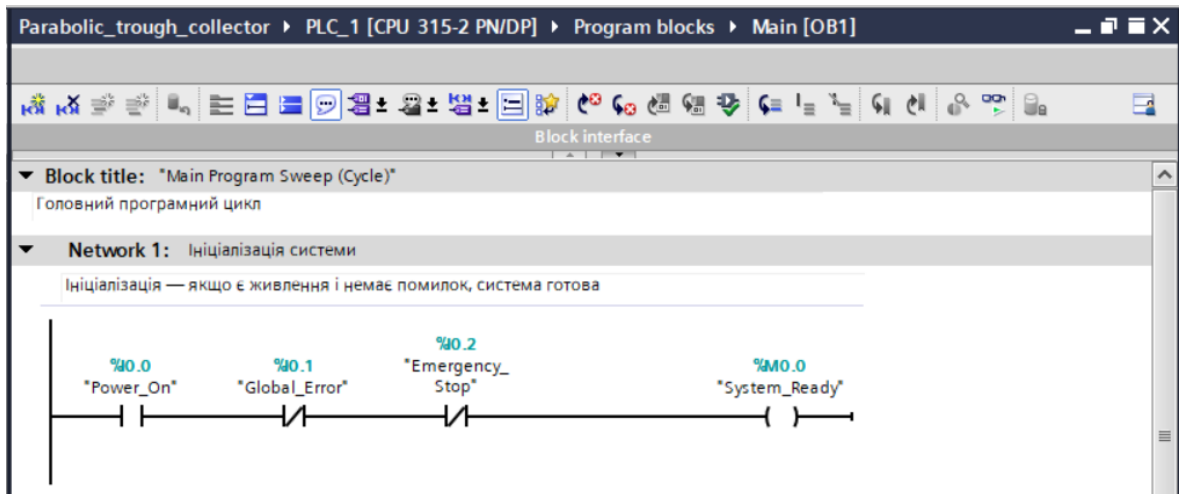 Parabolic_trough_collector ▸ PLC_1 [CPU 315-2 PN/DP] ▸ Program blocks ▸ Main [OB1]
Block interface
Block title: "Main Program Sweep (Cycle)"
Головний програмний цикл
Network 1: Ініціалізація системи
Ініціалізація — якщо є живлення і немає помилок, система готова
%I0.2
%I0.0 %I0.1 "Emergency_ %M0.0
"Power_On" "Global_Error" Stop" "System_Ready"